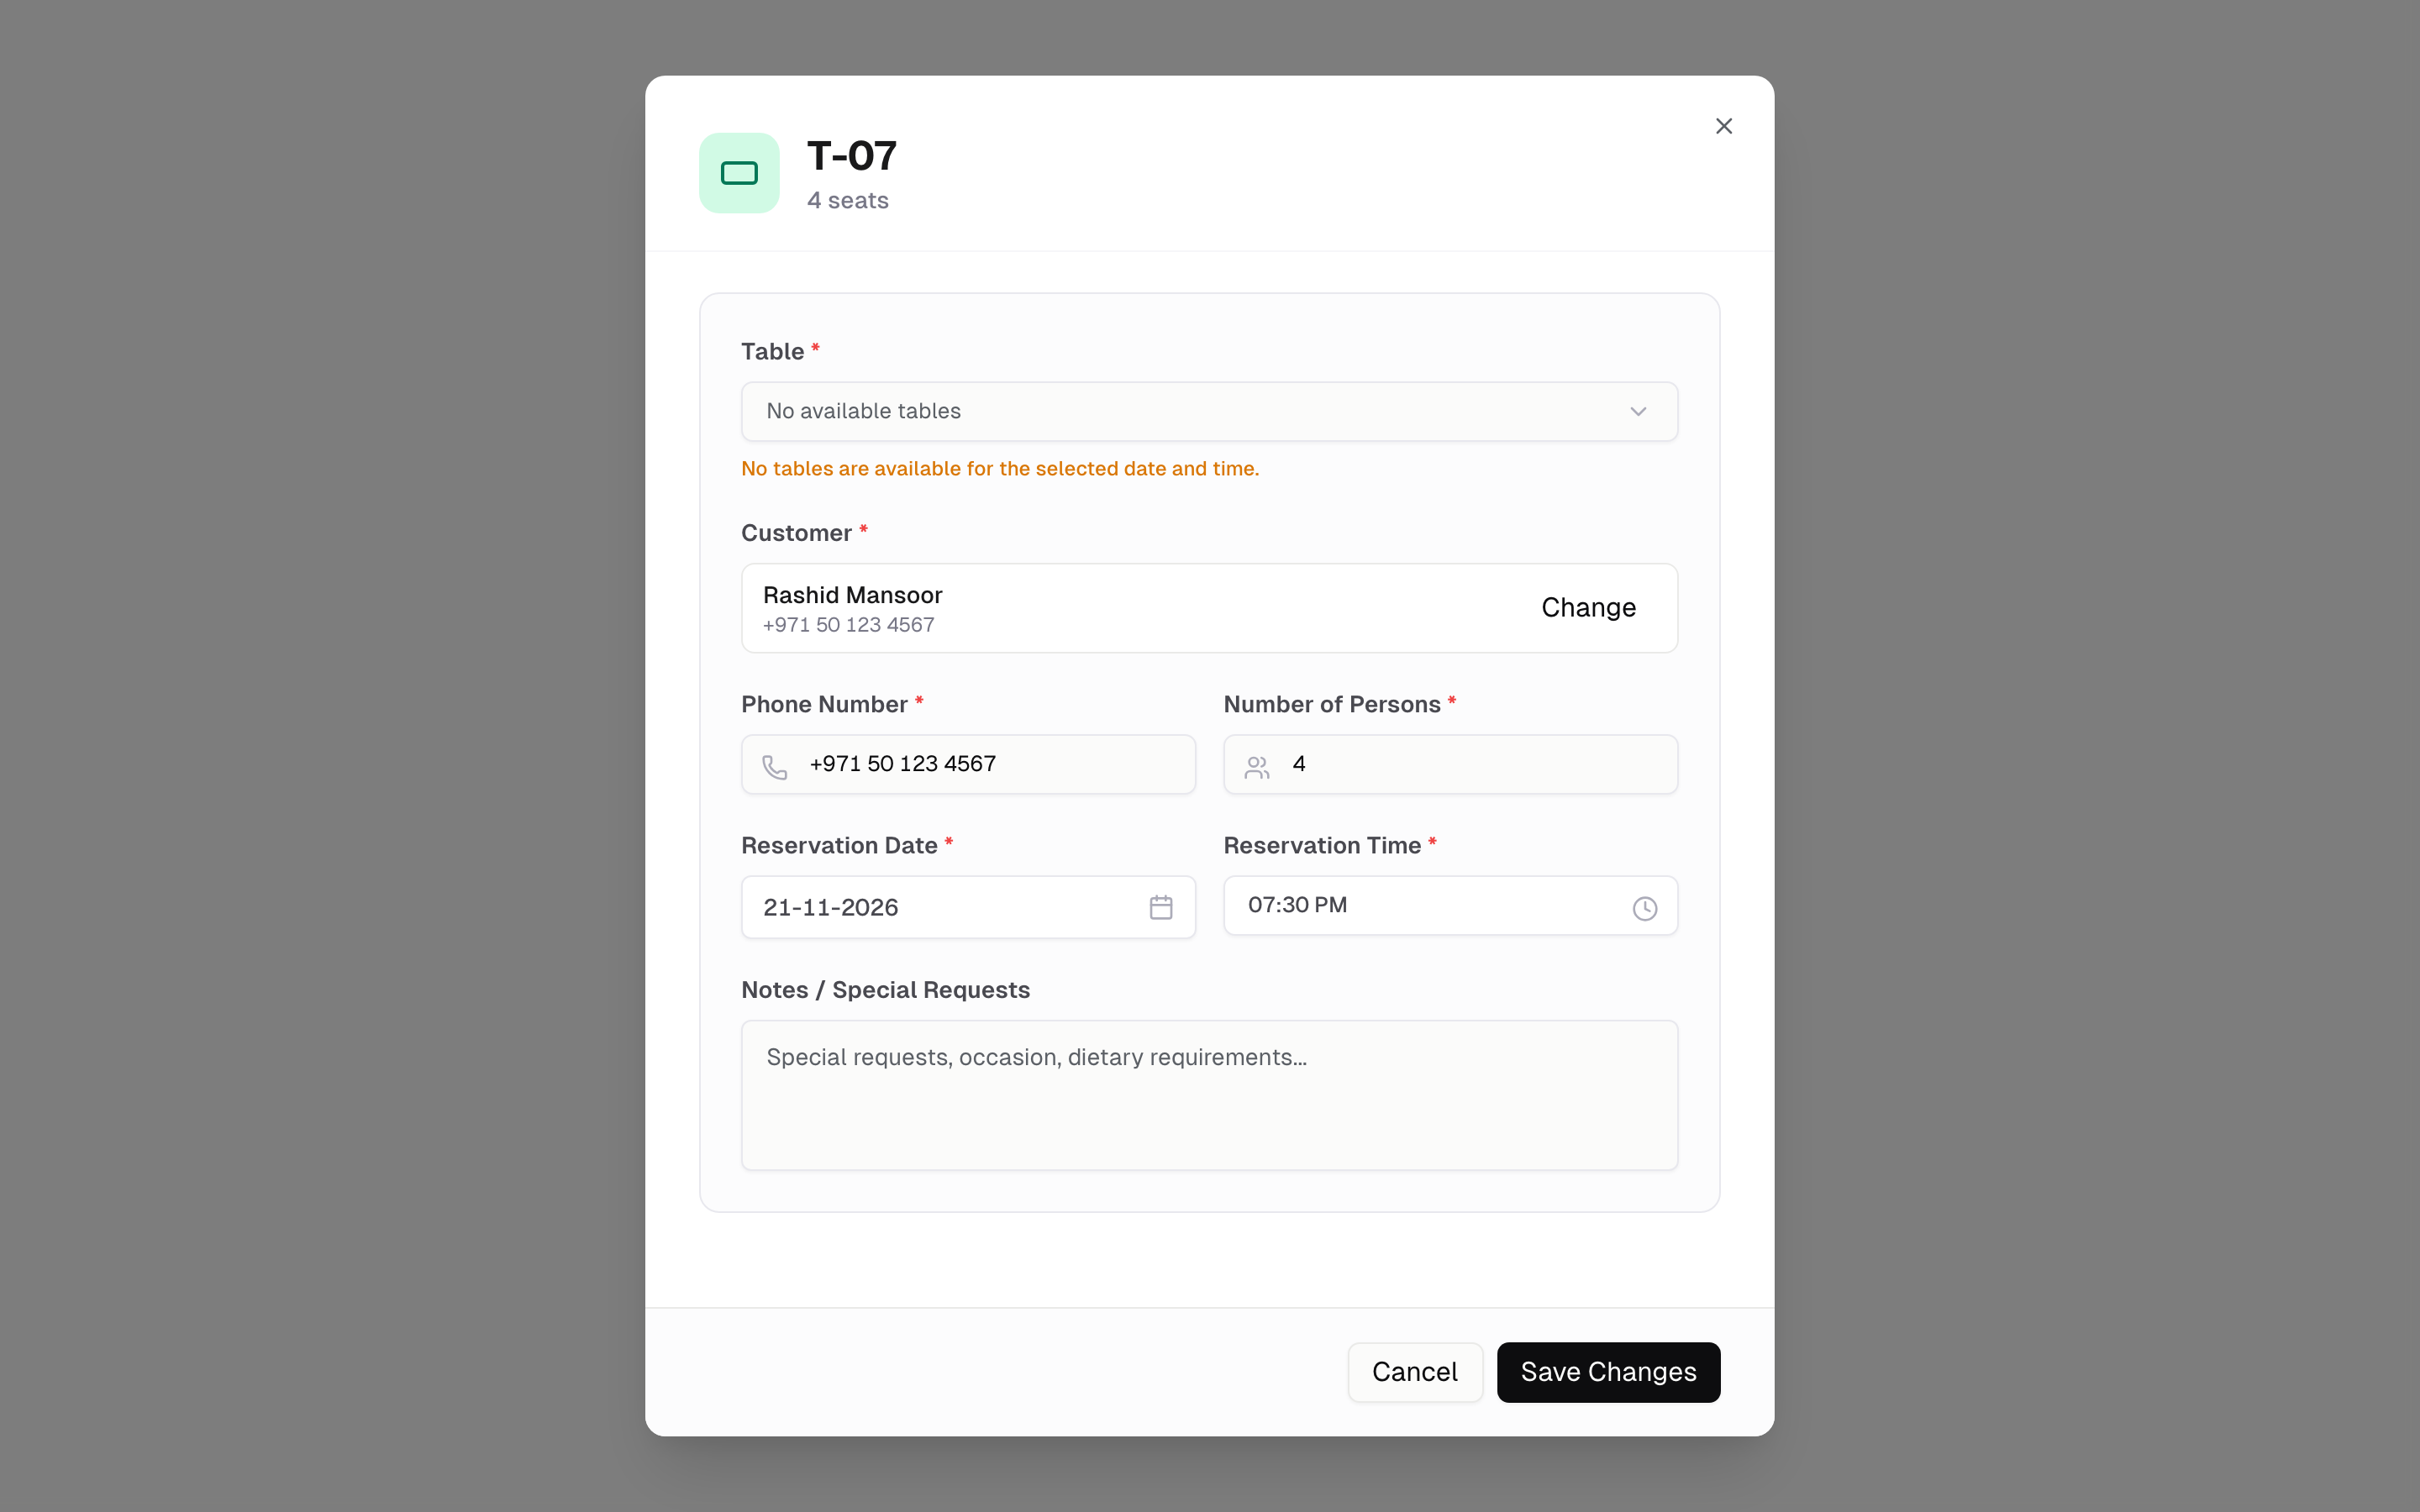 T-07
4 seats
Table *
No available tables
No tables are available for the selected date and time.
Customer *
Rashid Mansoor
+971 50 123 4567
Change
Phone Number *
Number of Persons *
+971 50 123 4567
4
Reservation Date *
Reservation Time *
21-11-2026
07:30 PM
Notes / Special Requests
Special requests, occasion, dietary requirements...
Cancel
Save Changes